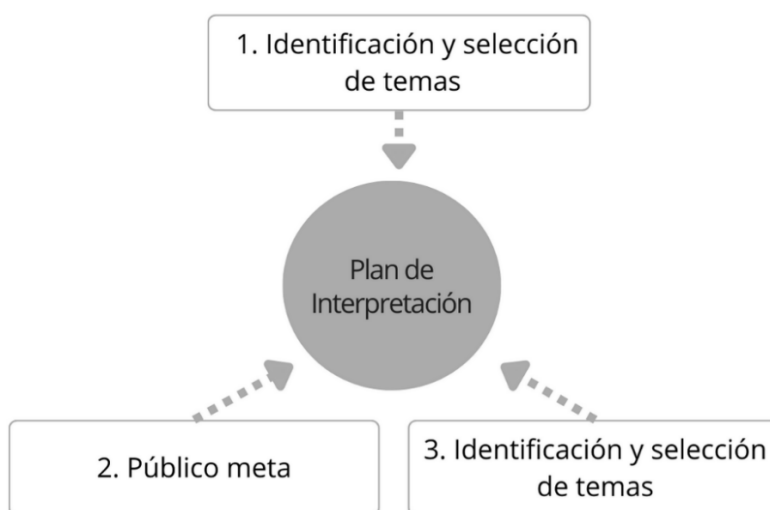 1. Identificación y selección
de temas
Plan de
Interpretación
2. Público meta
3. Identificación y selección
de temas